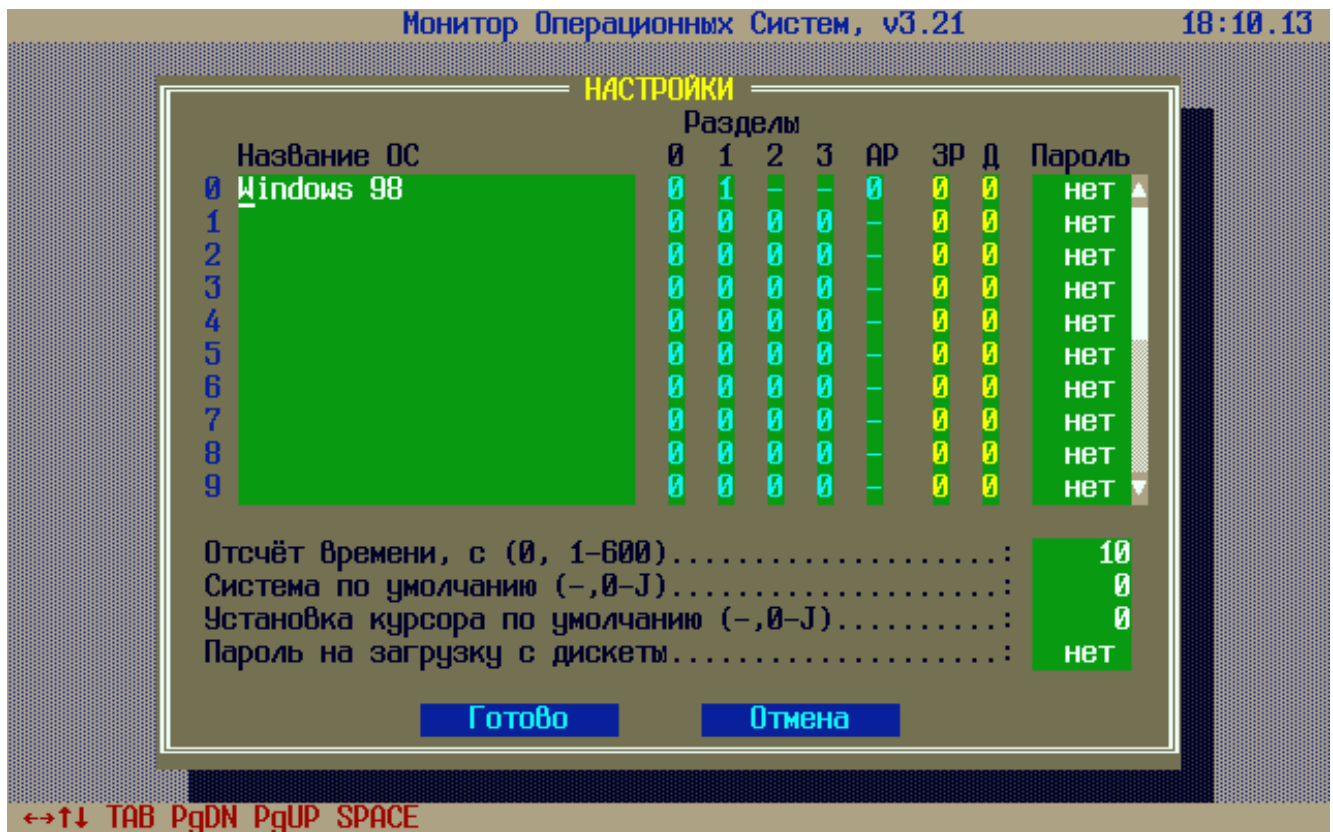 Монитор Операционных Систем, v3.21 18:10.13
НАСТРОЙКИ
Разделы
Название ОС 0 1 2 3 АР ЗР Д Пароль
0 Windows 98 0 1 - - 0 0 0 нет
1 0 0 0 0 - 0 0 нет
2 0 0 0 0 - 0 0 нет
3 0 0 0 0 - 0 0 нет
4 0 0 0 0 - 0 0 нет
5 0 0 0 0 - 0 0 нет
6 0 0 0 0 - 0 0 нет
7 0 0 0 0 - 0 0 нет
8 0 0 0 0 - 0 0 нет
9 0 0 0 0 - 0 0 нет
Отсчёт времени, с (0, 1-600)....................: 10
Система по умолчанию (-,0-J)....................: 0
Установка курсора по умолчанию (-,0-J)..........: 0
Пароль на загрузку с дискеты....................: нет
Готово Отмена
←→↑↓ TAB PgDN PgUP SPACE